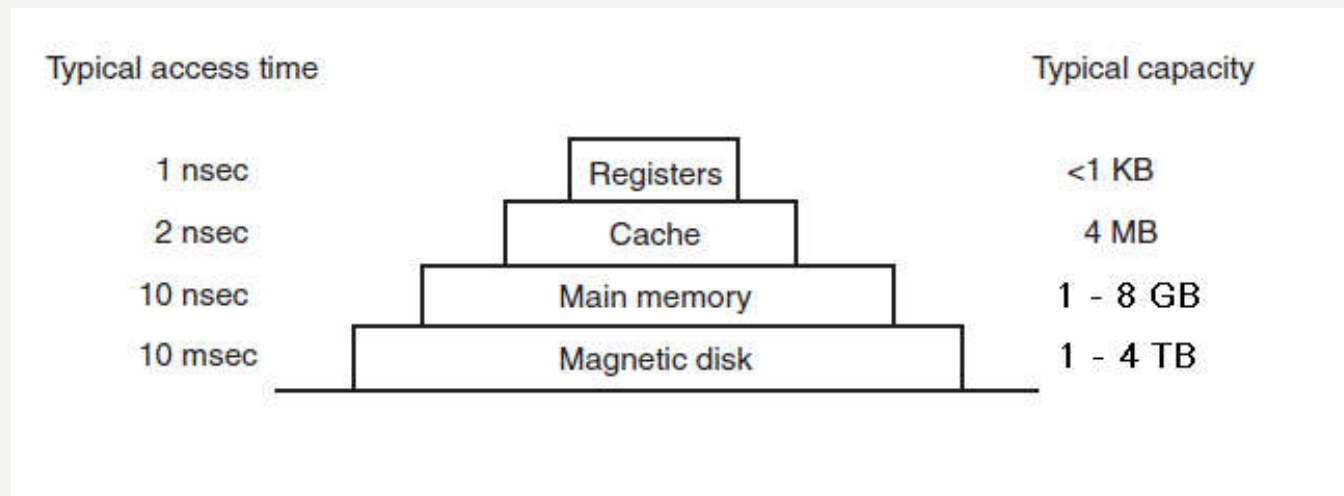 Typical access time Typical capacity
1 nsec Registers <1 KB
2 nsec Cache 4 MB
10 nsec Main memory 1 - 8 GB
10 msec Magnetic disk 1 - 4 TB